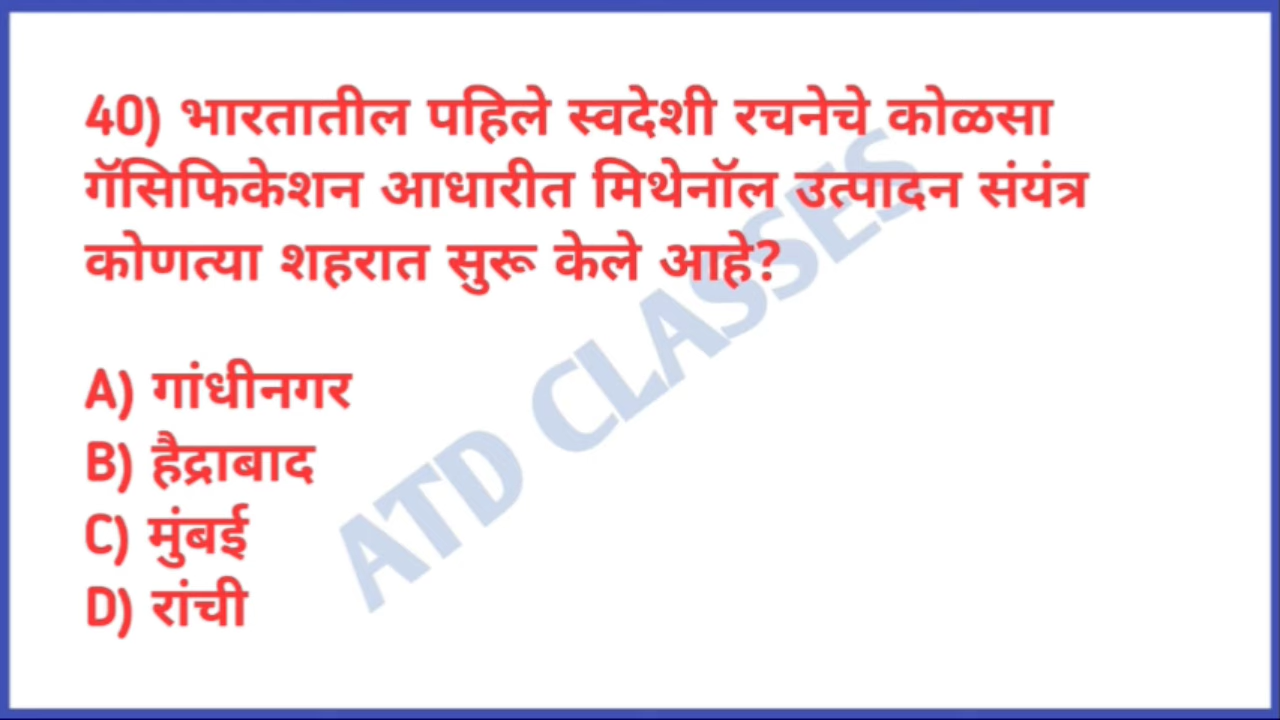 40) भारतातील पहिले स्वदेशी रचनेचे कोळसा
गॅसिफिकेशन आधारीत मिथेनॉल उत्पादन संयंत्र
कोणत्या शहरात सुरू केले आहे?
A) गांधीनगर
B) हैद्राबाद
C) मुंबई
D) रांची
ATD CLASSES